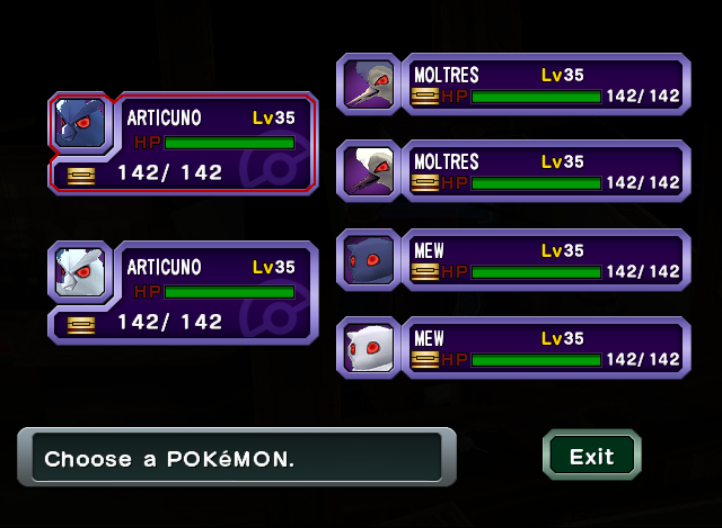 ARTICUNO Lv35
HP
142/ 142
ARTICUNO Lv35
HP
142/ 142
MOLTRES Lv35
HP 142/ 142
MOLTRES Lv35
HP 142/ 142
MEW Lv35
HP 142/ 142
MEW Lv35
HP 142/ 142
Choose a POKéMON.
Exit